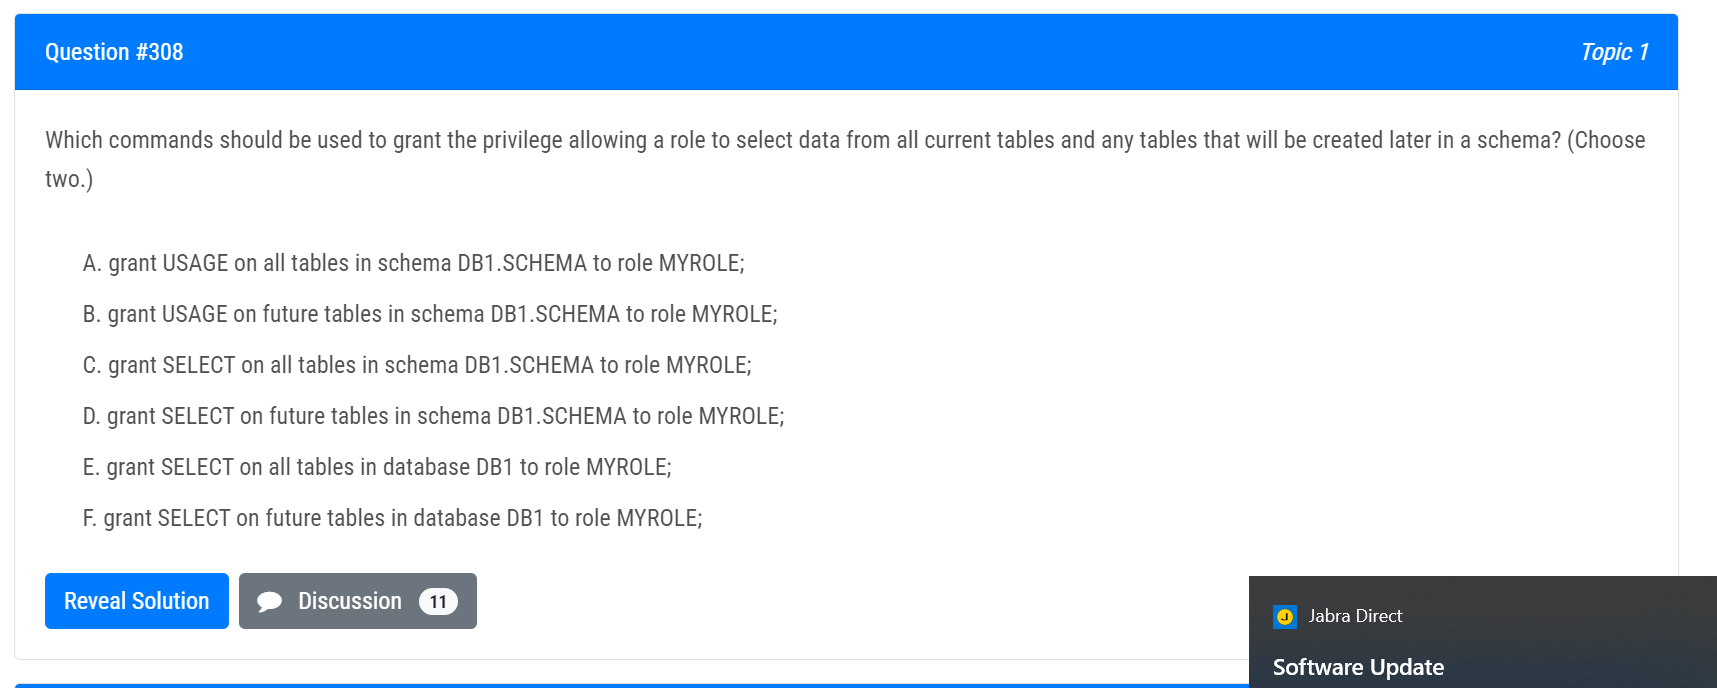 Question #308
Topic 1
Which commands should be used to grant the privilege allowing a role to select data from all current tables and any tables that will be created later in a schema? (Choose
two.)
A. grant USAGE on all tables in schema DB1.SCHEMA to role MYROLE;
B. grant USAGE on future tables in schema DB1.SCHEMA to role MYROLE;
C. grant SELECT on all tables in schema DB1.SCHEMA to role MYROLE;
D. grant SELECT on future tables in schema DB1.SCHEMA to role MYROLE;
E. grant SELECT on all tables in database DB1 to role MYROLE;
F. grant SELECT on future tables in database DB1 to role MYROLE;
Reveal Solution
Discussion 11
J Jabra Direct
Software Update